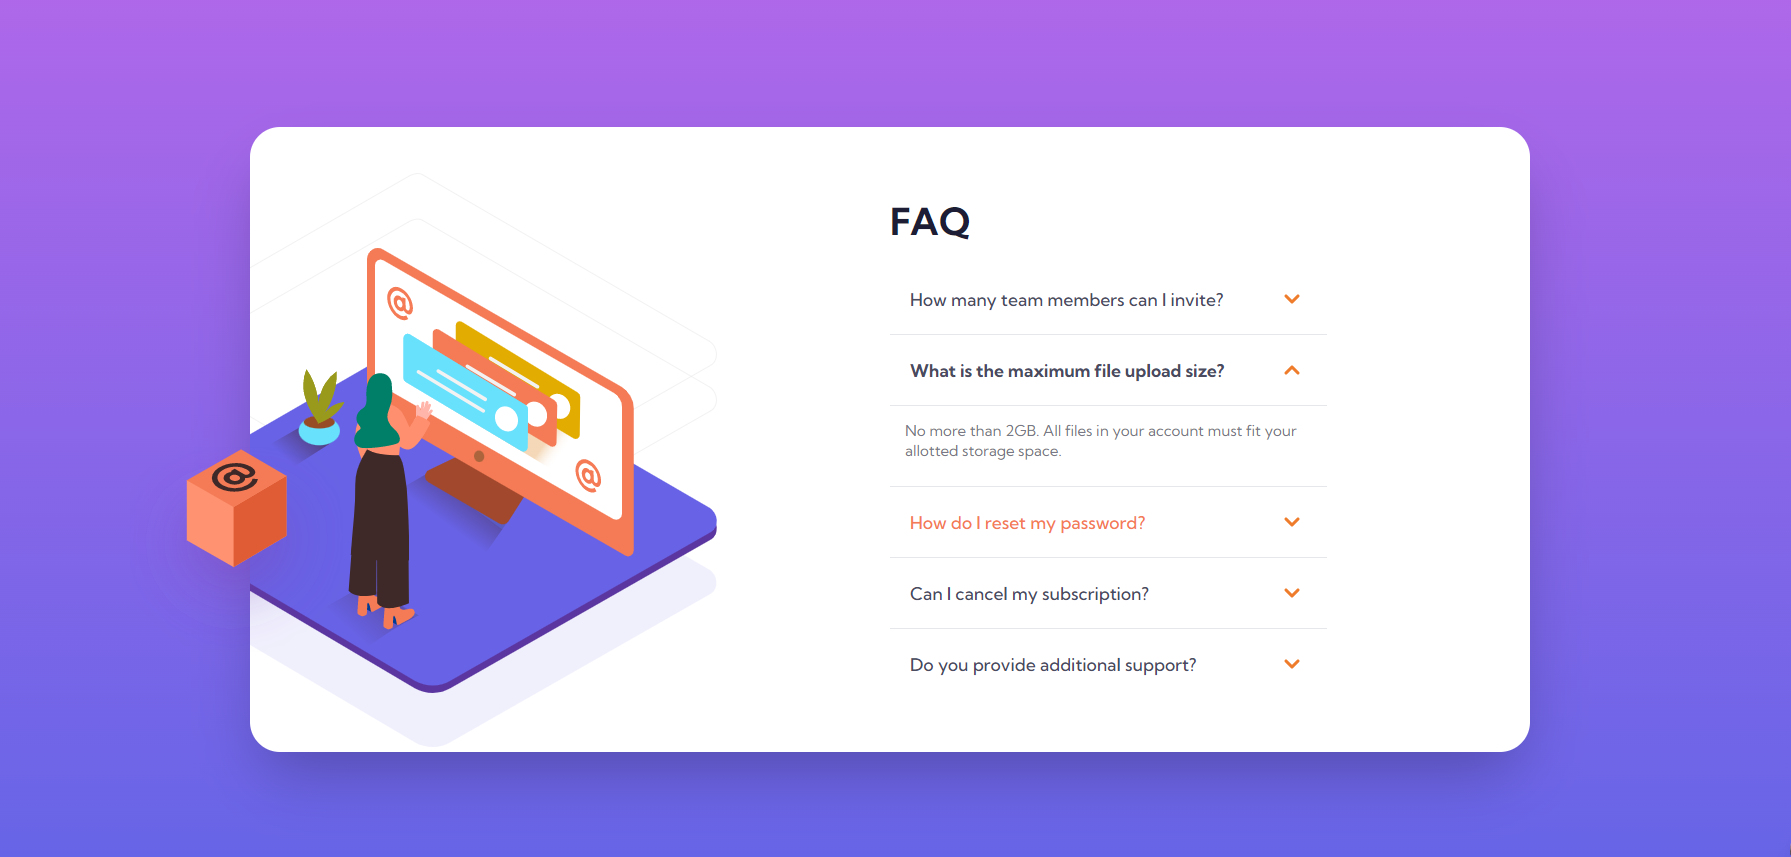 FAQ
How many team members can I invite?
What is the maximum file upload size?
No more than 2GB. All files in your account must fit your
allotted storage space.
How do I reset my password?
Can I cancel my subscription?
Do you provide additional support?
@
@
@